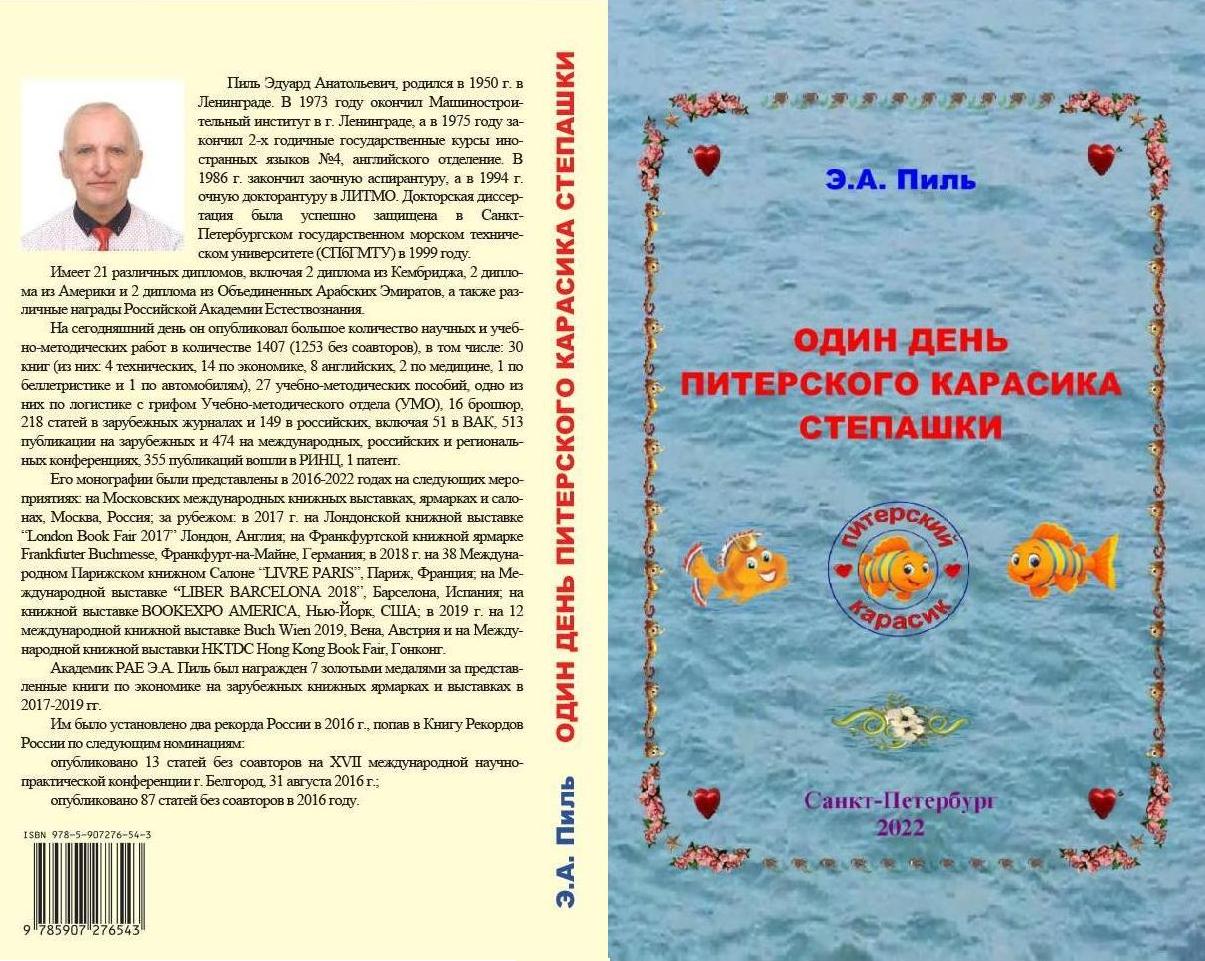 Пиль Эдуард Анатольевич, родился в 1950 г. в
Ленинграде. В 1973 году окончил Машинострои-
тельный институт в г. Ленинграде, а в 1975 году за-
кончил 2-х годичные государственные курсы ино-
странных языков №4, английского отделение. В
1986 г. закончил заочную аспирантуру, а в 1994 г.
очную докторантуру в ЛИТМО. Докторская диссер-
тация была успешно защищена в Санкт-
Петербургском государственном морском техниче-
ском университете (СПбГМТУ) в 1999 году.
Имеет 21 различных дипломов, включая 2 диплома из Кембриджа, 2 дипло-
ма из Америки и 2 диплома из Объединенных Арабских Эмиратов, а также раз-
личные награды Российской Академии Естествознания.
На сегодняшний день он опубликовал большое количество научных и учеб-
но-методических работ в количестве 1407 (1253 без соавторов), в том числе: 30
книг (из них: 4 технических, 14 по экономике, 8 английских, 2 по медицине, 1 по
беллетристике и 1 по автомобилям), 27 учебно-методических пособий, одно из
них по логистике с грифом Учебно-методического отдела (УМО), 16 брошюр,
218 статей в зарубежных журналах и 149 в российских, включая 51 в ВАК, 513
публикации на зарубежных и 474 на международных, российских и региональ-
ных конференциях, 355 публикаций вошли в РИНЦ, 1 патент.
Его монографии были представлены в 2016-2022 годах на следующих меро-
приятиях: на Московских международных книжных выставках, ярмарках и сало-
нах, Москва, Россия; за рубежом: в 2017 г. на Лондонской книжной выставке
“London Book Fair 2017” Лондон, Англия; на Франкфуртской книжной ярмарке
Frankfurter Buchmesse, Франкфурт-на-Майне, Германия; в 2018 г. на 38 Междуна-
родном Парижском книжном Салоне “LIVRE PARIS”, Париж, Франция; на Ме-
ждународной выставке “LIBER BARCELONA 2018”, Барселона, Испания; на
книжной выставке BOOKEXPO AMERICA, Нью-Йорк, США; в 2019 г. на 12
международной книжной выставке Buch Wien 2019, Вена, Австрия и на Между-
народной книжной выставки HKTDC Hong Kong Book Fair, Гонконг.
Академик РАЕ Э.А. Пиль был награжден 7 золотыми медалями за представ-
ленные книги по экономике на зарубежных книжных ярмарках и выставках в
2017-2019 гг.
Им было установлено два рекорда России в 2016 г., попав в Книгу Рекордов
России по следующим номинациям:
опубликовано 13 статей без соавторов на XVII международной научно-
практической конференции г. Белгород, 31 августа 2016 г.;
опубликовано 87 статей без соавторов в 2016 году.
ISBN 978-5-907276-54-3
9 785907 276543
Э.А. Пиль ОДИН ДЕНЬ ПИТЕРСКОГО КАРАСИКА СТЕПАШКИ
Э.А. Пиль
ОДИН ДЕНЬ
ПИТЕРСКОГО КАРАСИКА
СТЕПАШКИ
питерский
карасик
Санкт-Петербург
2022